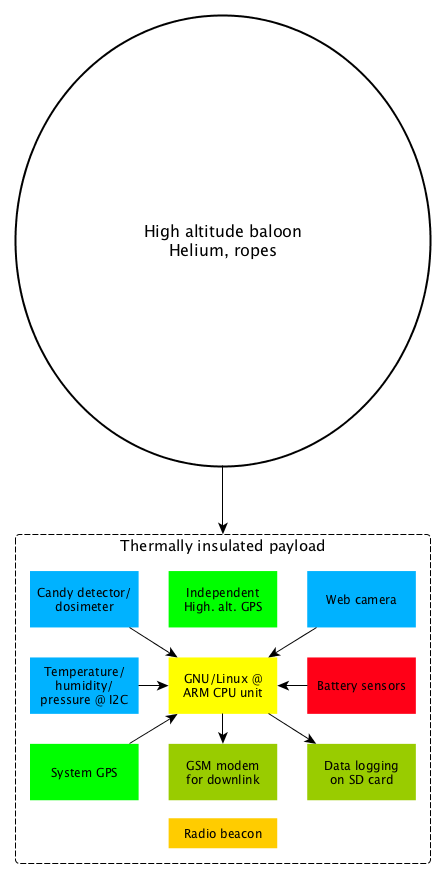 High altitude baloon
Helium, ropes
Thermally insulated payload
Candy detector/
dosimeter
Independent
High. alt. GPS
Web camera
Temperature/
humidity/
pressure @ I2C
GNU/Linux @
ARM CPU unit
Battery sensors
System GPS
GSM modem
for downlink
Data logging
on SD card
Radio beacon